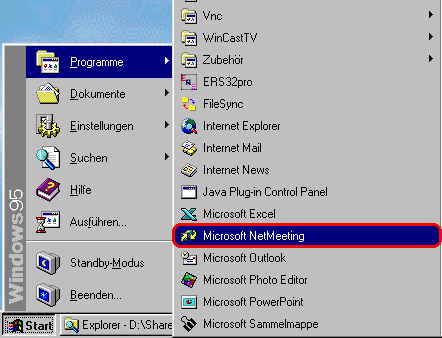 Programme
Dokumente
Einstellungen
Suchen
Hilfe
Ausführen...
Standby-Modus
Beenden...
Windows95
Vnc
WinCastTV
Zubehör
ERS32pro
FileSync
Internet Explorer
Internet Mail
Internet News
Java Plug-in Control Panel
Microsoft Excel
Microsoft NetMeeting
Microsoft Outlook
Microsoft Photo Editor
Microsoft PowerPoint
Microsoft Sammelmappe
Start
Explorer - D:\Share